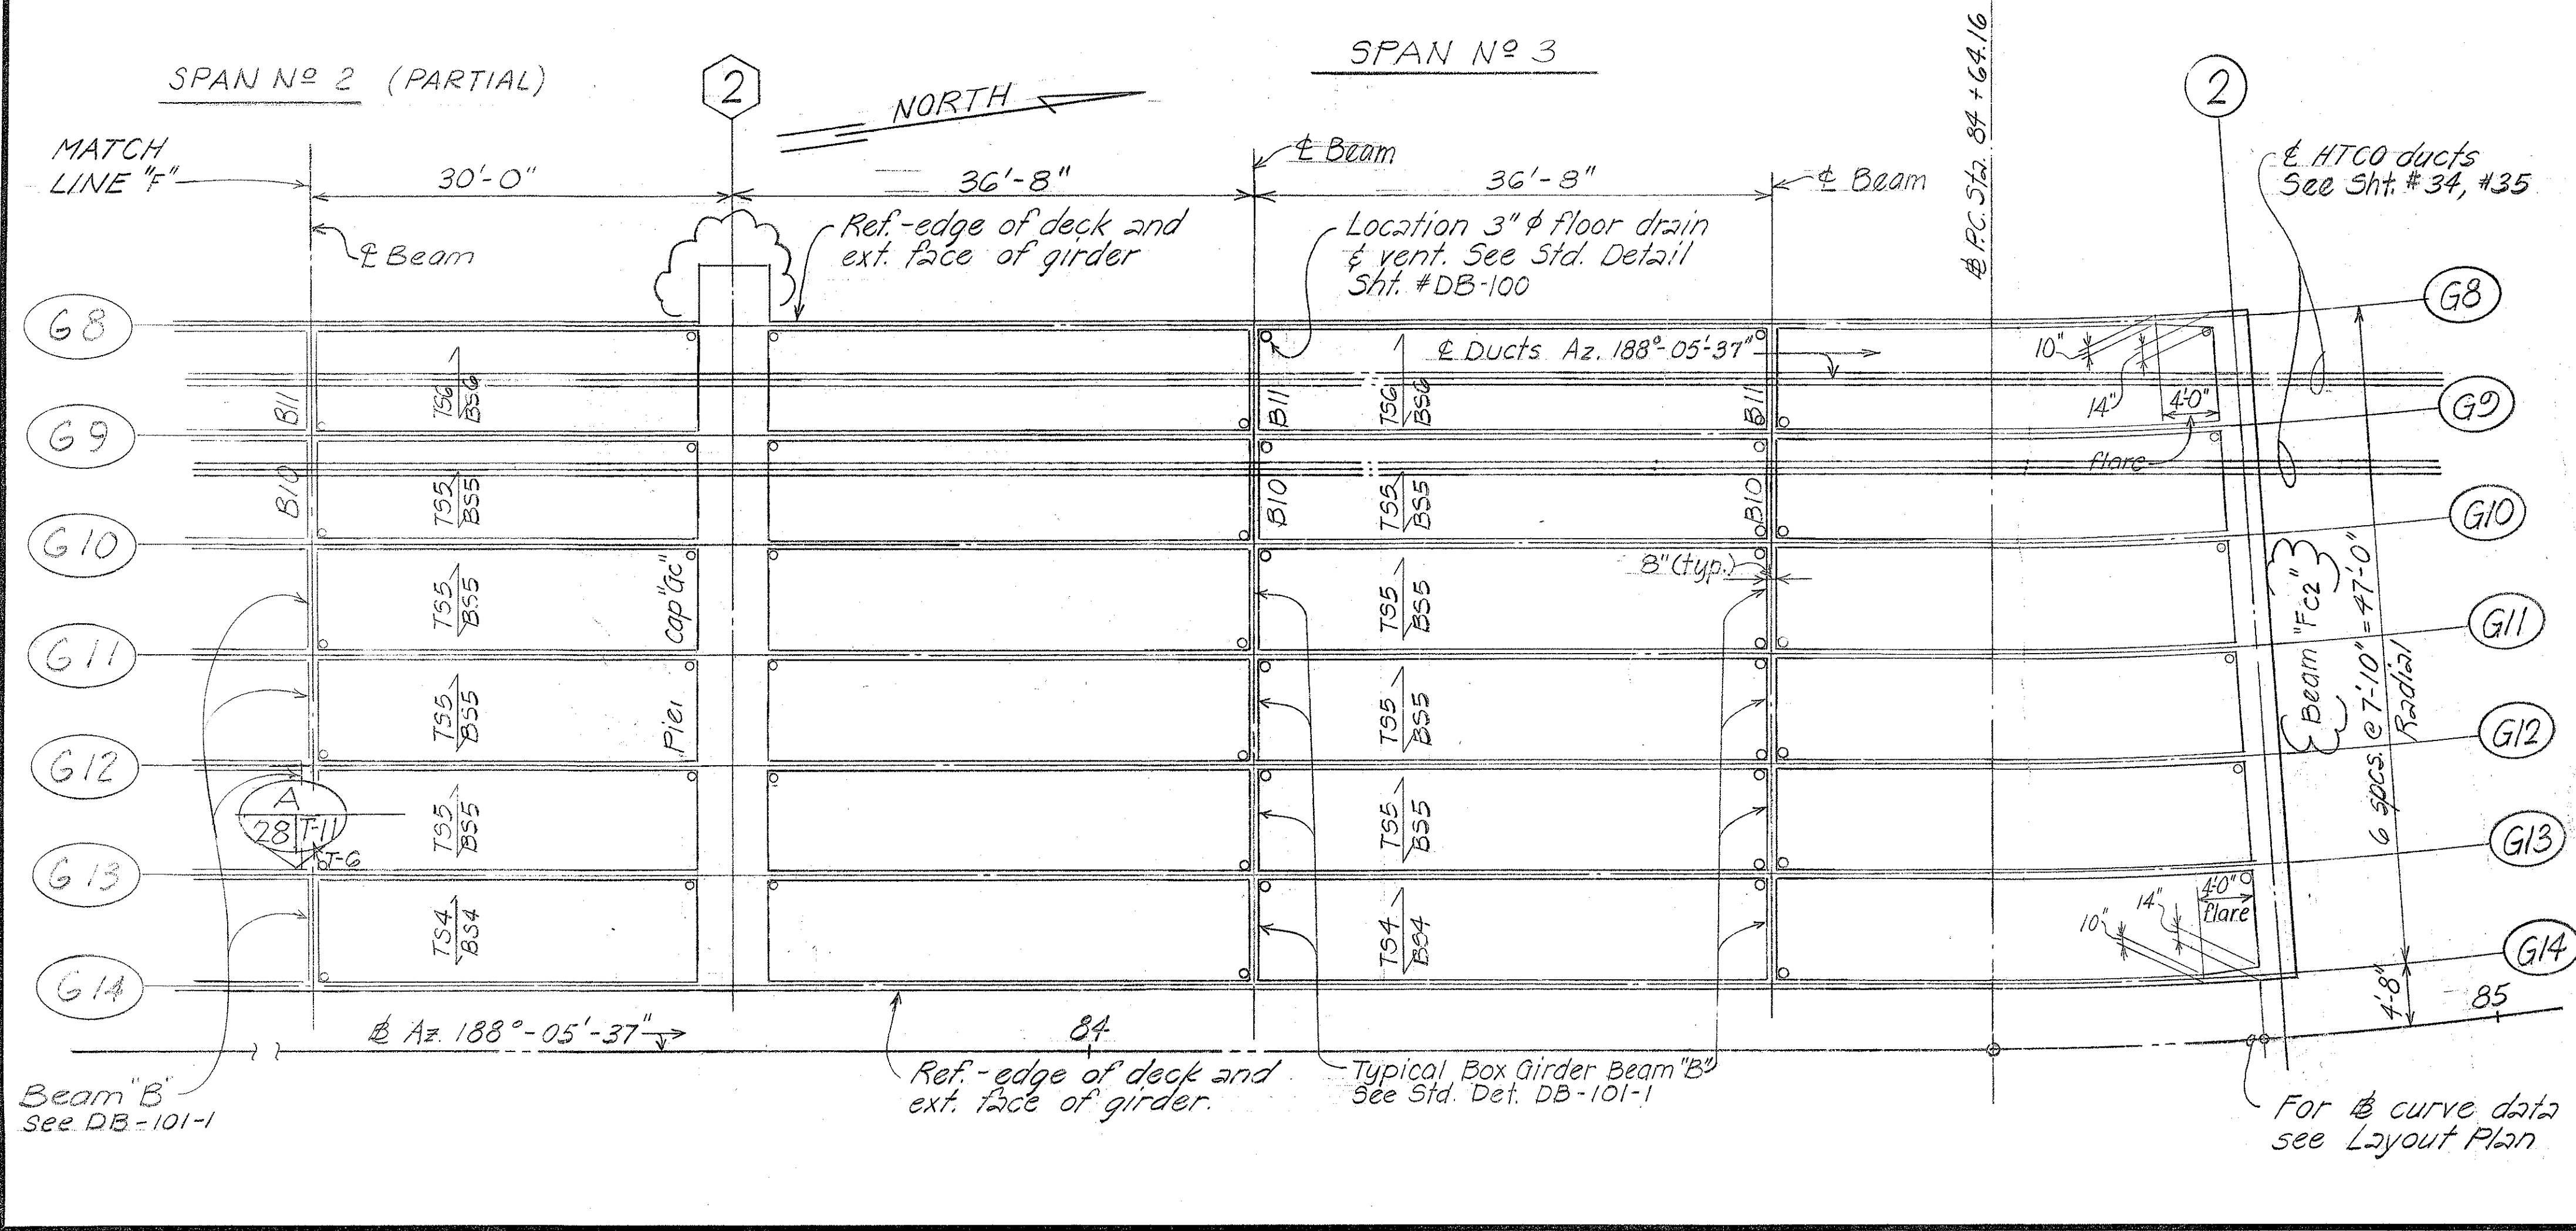 SPAN Nº 2 (PARTIAL)
SPAN Nº 3
2
NORTH
2
MATCH
LINE "F"
30'-0"
36'-8"
36'-8"
℄ Beam
℄ Beam
℄ Beam
℄ P.C. Sta. 84 + 64.16
℄ HTCO ducts
See Sht. #34, #35
Ref.-edge of deck and
ext. face of girder
Location 3" ϕ floor drain
& vent. See Std. Detail
Sht. #DB-100
G8
G9
G10
G11
G12
G13
G14
G8
G9
G10
G11
G12
G13
G14
℄ Ducts Az. 188°-05'-37"
10"
14"
4'-0"
flare
B11
TS6
BS6
B11
TS6
BS6
B11
B10
TS5
BS5
B10
TS5
BS5
B10
TS5
BS5
Pier Cap "Gc"
TS5
BS5
8" (typ.)
TS5
BS5
TS5
BS5
TS5
BS5
TS5
BS5
TS4
BS4
TS4
BS4
A
28 T-11
T-6
Beam "Fc2"
6 spcs. @ 7'-10" = 47'-0"
Radial
10"
14"
4'-0"
flare
4'-8"
℄ Az. 188°-05'-37"
84
85
Beam "B"
See DB-101-1
Ref.-edge of deck and
ext. face of girder.
Typical Box Girder Beam "B"
See Std. Det. DB-101-1
For ℄ curve data
see Layout Plan